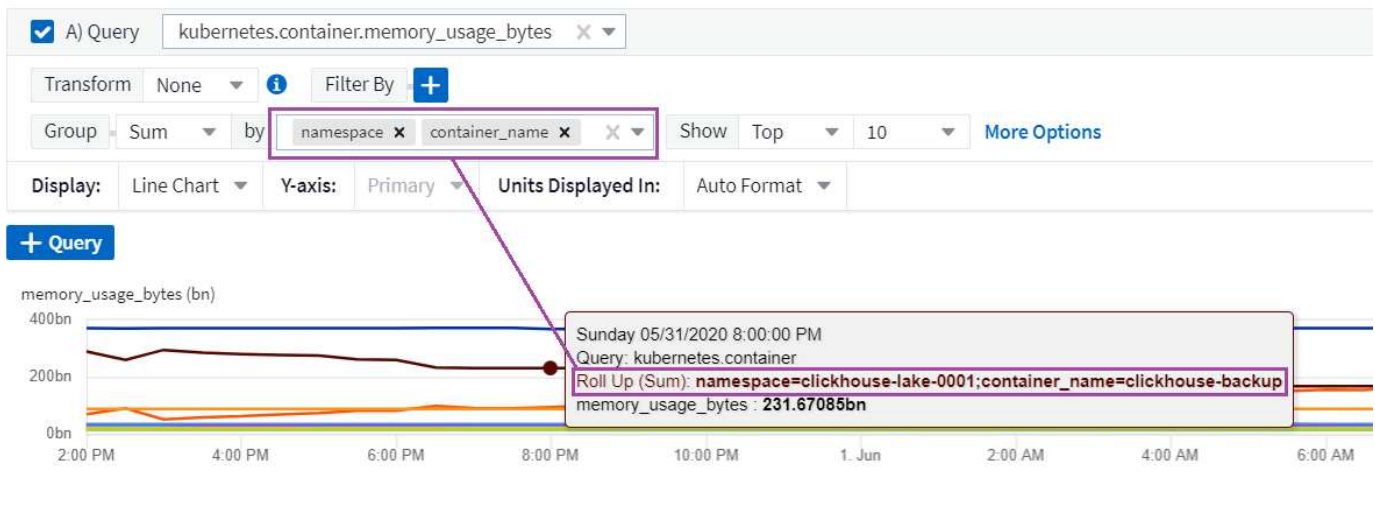 A) Query kubernetes.container.memory_usage_bytes
Transform None Filter By +
Group Sum by namespace container_name Show Top 10 More Options
Display: Line Chart Y-axis: Primary Units Displayed In: Auto Format
+ Query
memory_usage_bytes (bn)
400bn
200bn
0bn
Sunday 05/31/2020 8:00:00 PM
Query: kubernetes.container
Roll Up (Sum): namespace=clickhouse-lake-0001;container_name=clickhouse-backup
memory_usage_bytes : 231.67085bn
2:00 PM 4:00 PM 6:00 PM 8:00 PM 10:00 PM 1. Jun 2:00 AM 4:00 AM 6:00 AM